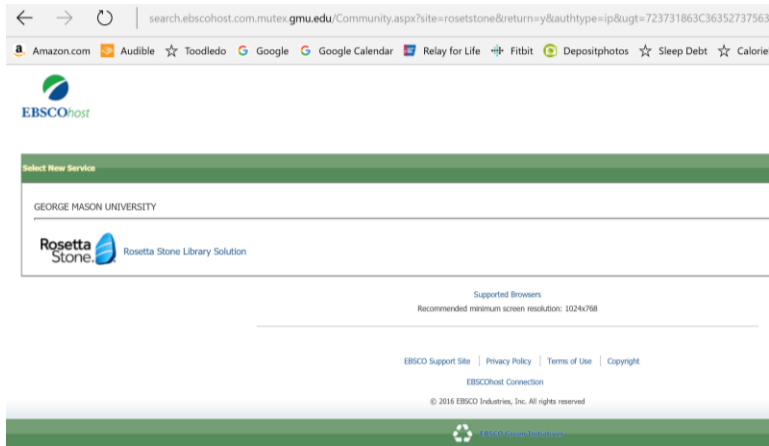 search.ebscohost.com.mutex.gmu.edu/Community.aspx?site=rosetstone&return=y&authtype=ip&ugt=723731863C36352737563
Amazon.com Audible Toodledo Google Google Calendar Relay for Life Fitbit Depositphotos Sleep Debt Calorie
EBSCOhost
Select New Service
GEORGE MASON UNIVERSITY
Rosetta Stone. Rosetta Stone Library Solution
Supported Browsers
Recommended minimum screen resolution: 1024x768
EBSCO Support Site | Privacy Policy | Terms of Use | Copyright
EBSCOhost Connection
© 2016 EBSCO Industries, Inc. All rights reserved
EBSCO Green Initiatives